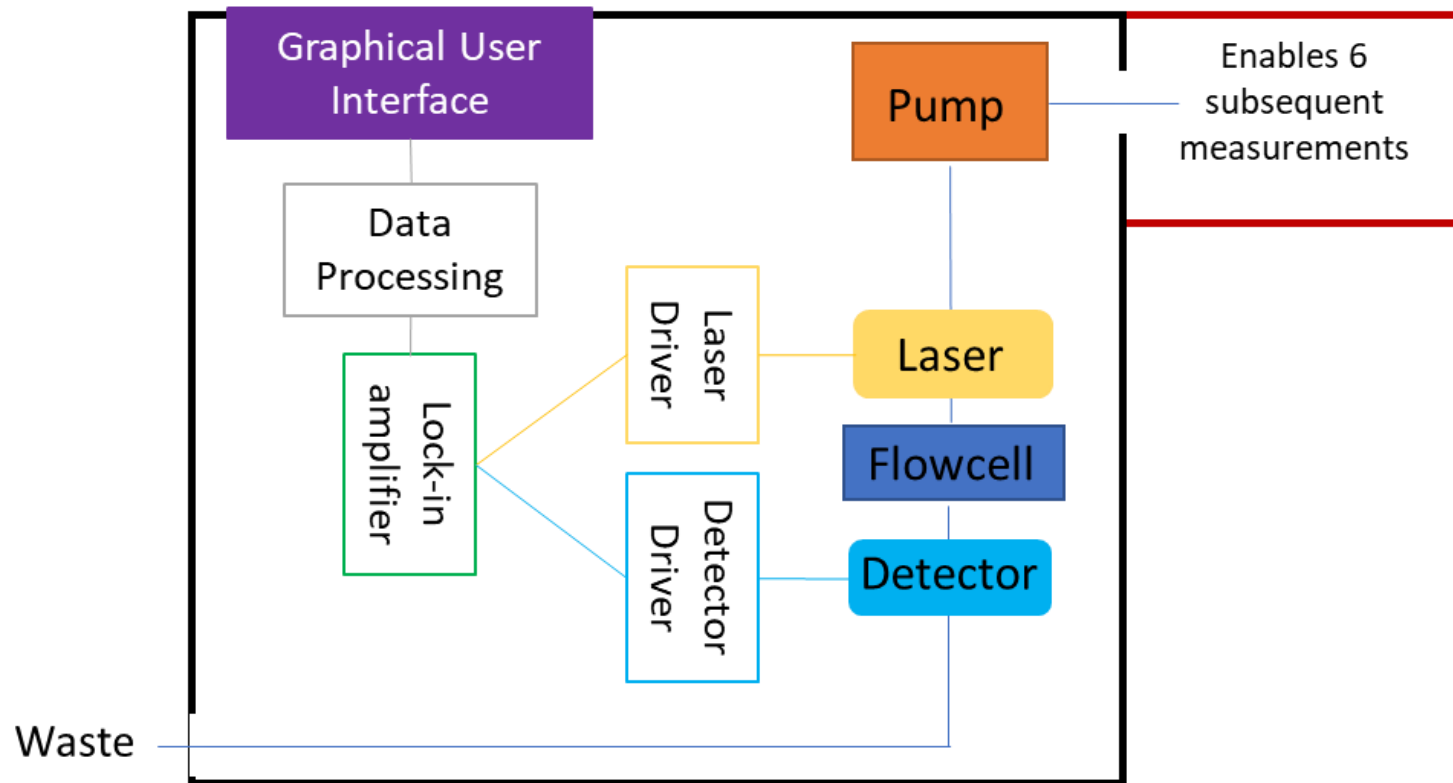 Graphical User
Interface
Pump
Enables 6
subsequent
measurements
Data
Processing
Laser
Driver
Laser
Lock-in
amplifier
Flowcell
Detector
Driver
Detector
Waste